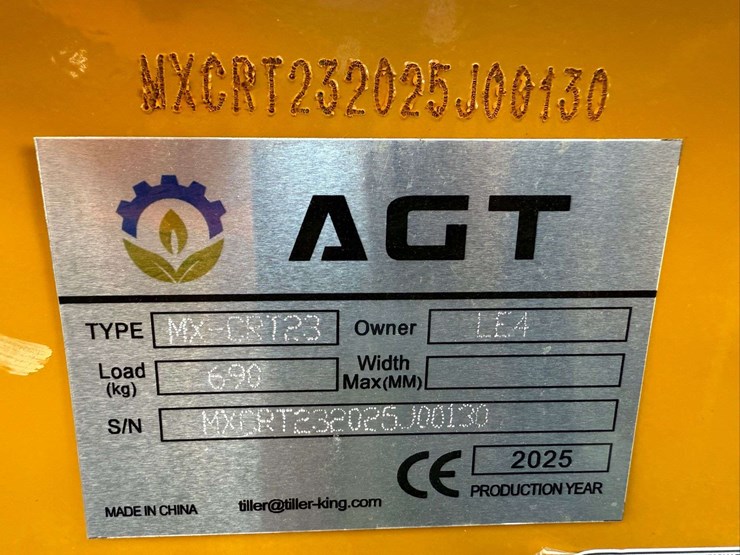 MXCRT232025J00130
AGT
TYPE MX-CRT23 Owner LE4
Load (kg) 690 Width Max(MM)
S/N MXCRT232025J00130
CE 2025
PRODUCTION YEAR
MADE IN CHINA tiller@tiller-king.com